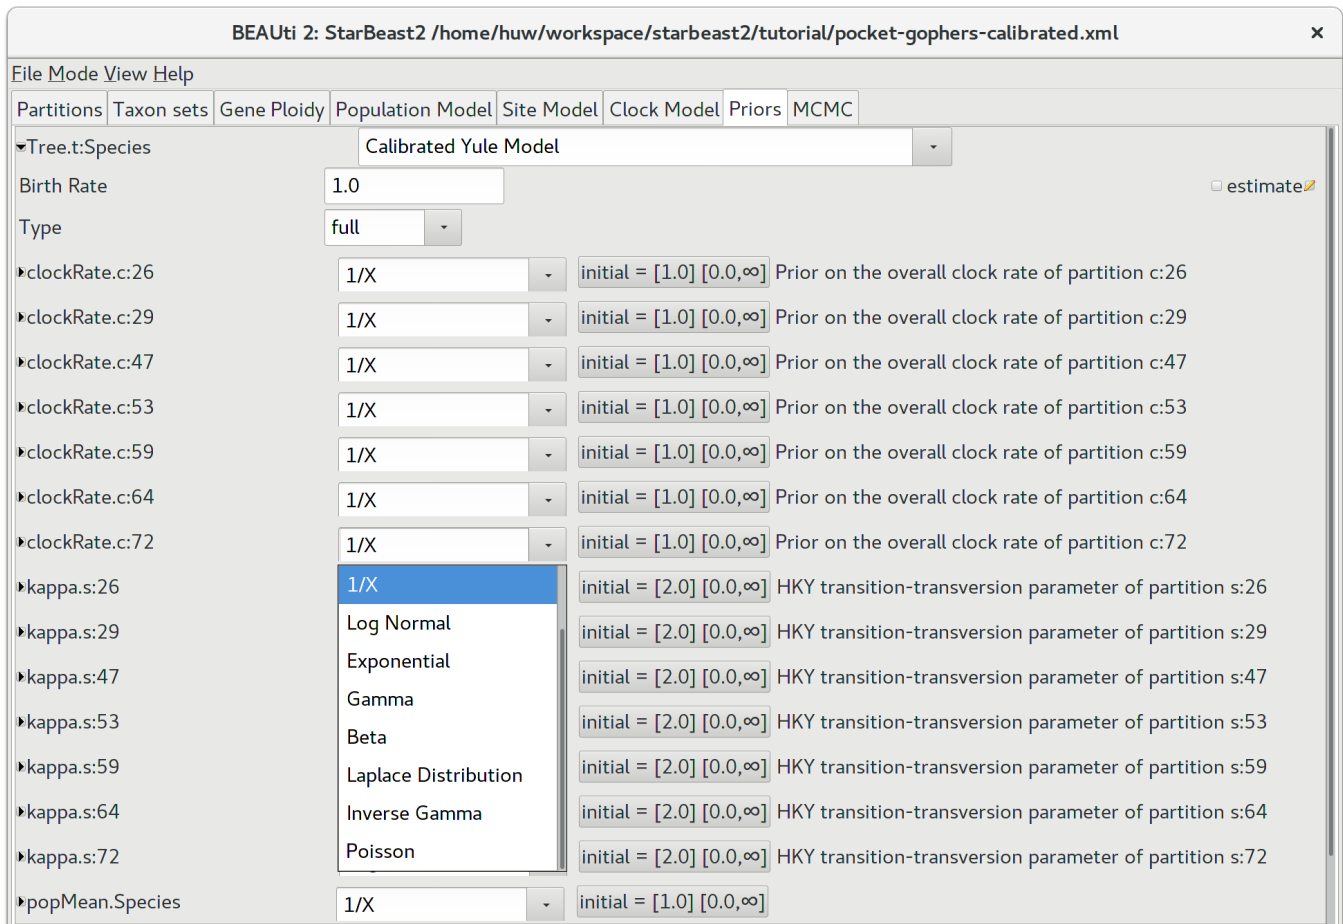 BEAUti 2: StarBeast2 /home/huw/workspace/starbeast2/tutorial/pocket-gophers-calibrated.xml ×
File Mode View Help
Partitions Taxon sets Gene Ploidy Population Model Site Model Clock Model Priors MCMC
Tree.t:Species Calibrated Yule Model
Birth Rate 1.0 estimate
Type full
clockRate.c:26 1/X initial = [1.0] [0.0,∞] Prior on the overall clock rate of partition c:26
clockRate.c:29 1/X initial = [1.0] [0.0,∞] Prior on the overall clock rate of partition c:29
clockRate.c:47 1/X initial = [1.0] [0.0,∞] Prior on the overall clock rate of partition c:47
clockRate.c:53 1/X initial = [1.0] [0.0,∞] Prior on the overall clock rate of partition c:53
clockRate.c:59 1/X initial = [1.0] [0.0,∞] Prior on the overall clock rate of partition c:59
clockRate.c:64 1/X initial = [1.0] [0.0,∞] Prior on the overall clock rate of partition c:64
clockRate.c:72 1/X initial = [1.0] [0.0,∞] Prior on the overall clock rate of partition c:72
kappa.s:26 1/X initial = [2.0] [0.0,∞] HKY transition-transversion parameter of partition s:26
kappa.s:29 Log Normal initial = [2.0] [0.0,∞] HKY transition-transversion parameter of partition s:29
Exponential
kappa.s:47 initial = [2.0] [0.0,∞] HKY transition-transversion parameter of partition s:47
Gamma
kappa.s:53 initial = [2.0] [0.0,∞] HKY transition-transversion parameter of partition s:53
Beta
kappa.s:59 Laplace Distribution initial = [2.0] [0.0,∞] HKY transition-transversion parameter of partition s:59
kappa.s:64 Inverse Gamma initial = [2.0] [0.0,∞] HKY transition-transversion parameter of partition s:64
kappa.s:72 Poisson initial = [2.0] [0.0,∞] HKY transition-transversion parameter of partition s:72
popMean.Species 1/X initial = [1.0] [0.0,∞]